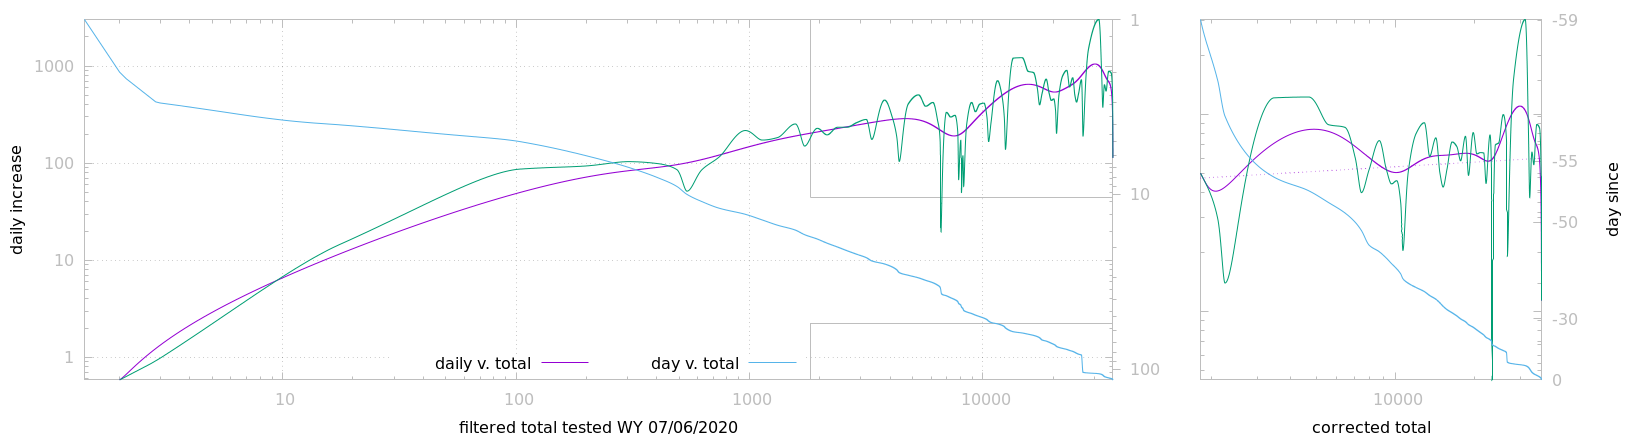 1000
100
10
1
daily increase
10
100
1000
10000
filtered total tested WY 07/06/2020
daily v. total
day v. total
1
10
100
10000
corrected total
-59
-55
-50
-30
0
day since